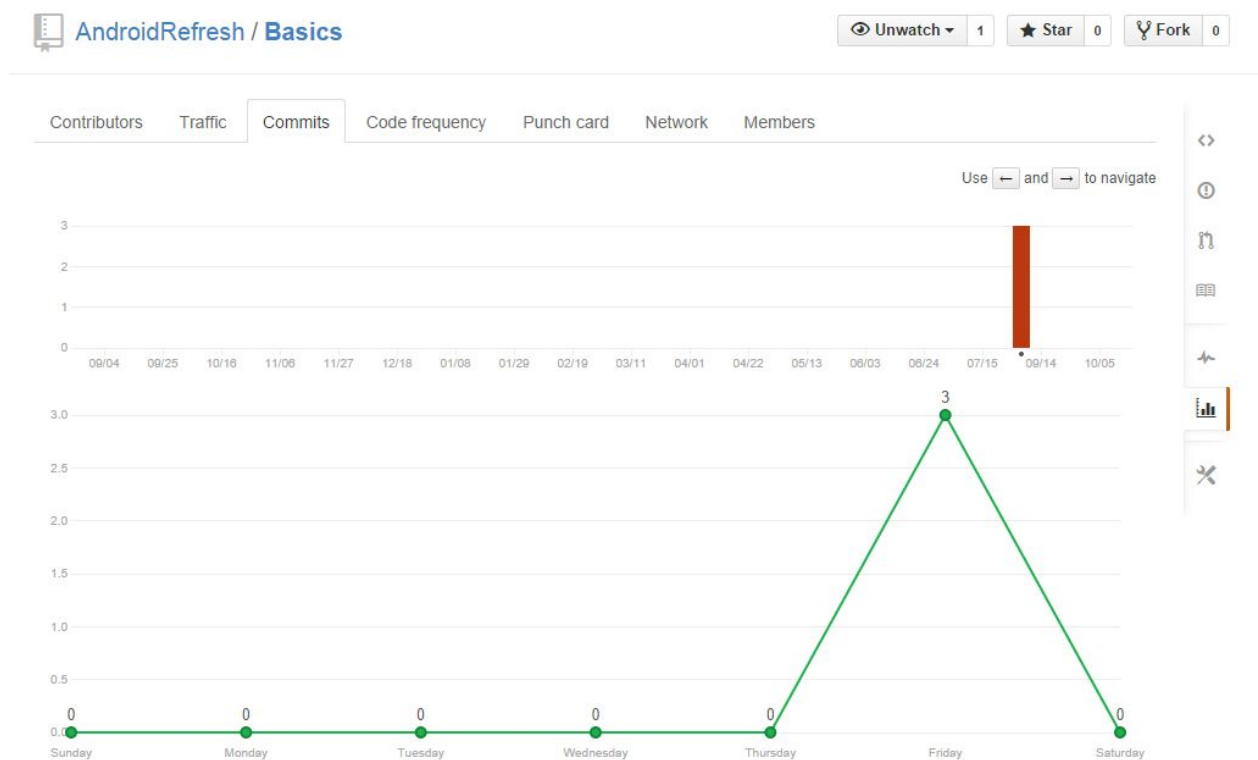 AndroidRefresh / Basics
Unwatch 1 Star 0 Fork 0
Contributors Traffic Commits Code frequency Punch card Network Members
Use ← and → to navigate
3
2
1
0
09/04 09/25 10/16 11/06 11/27 12/18 01/08 01/29 02/19 03/11 04/01 04/22 05/13 06/03 06/24 07/15 09/14 10/05
3
3.0
2.5
2.0
1.5
1.0
0.5
0 0 0 0 0 0
0.0
Sunday Monday Tuesday Wednesday Thursday Friday Saturday